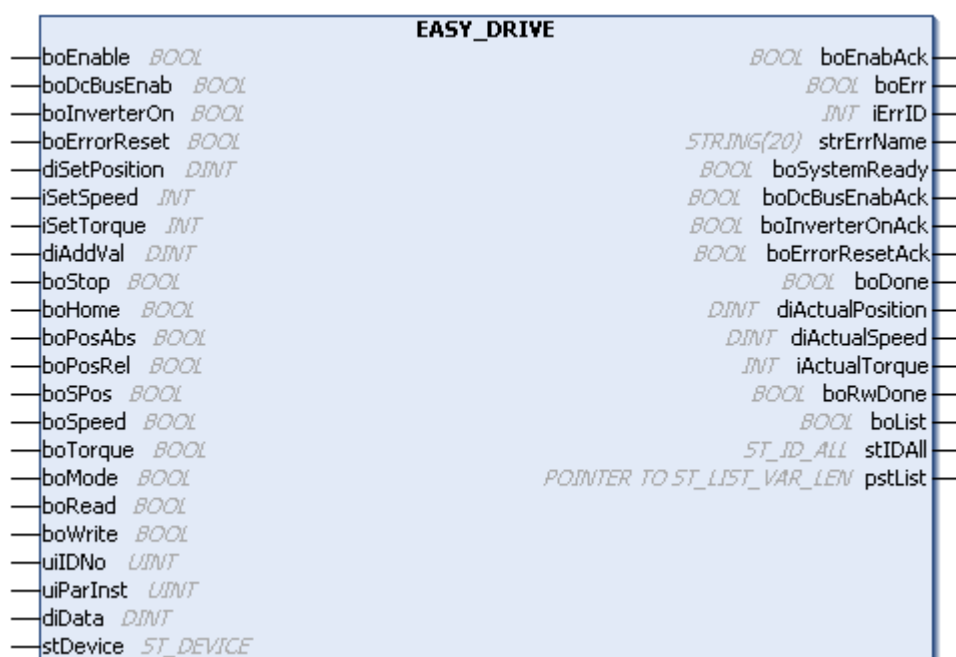 EASY_DRIVE
boEnable BOOL BOOL boEnabAck
boDcBusEnab BOOL BOOL boErr
boInverterOn BOOL INT iErrID
boErrorReset BOOL STRING(20) strErrName
diSetPosition DINT BOOL boSystemReady
iSetSpeed INT BOOL boDcBusEnabAck
iSetTorque INT BOOL boInverterOnAck
diAddVal DINT BOOL boErrorResetAck
boStop BOOL BOOL boDone
boHome BOOL DINT diActualPosition
boPosAbs BOOL DINT diActualSpeed
boPosRel BOOL INT iActualTorque
boSPos BOOL BOOL boRwDone
boSpeed BOOL BOOL boList
boTorque BOOL ST_ID_ALL stIDAll
boMode BOOL POINTER TO ST_LIST_VAR_LEN pstList
boRead BOOL
boWrite BOOL
uiIDNo UINT
uiParInst UINT
diData DINT
stDevice ST_DEVICE